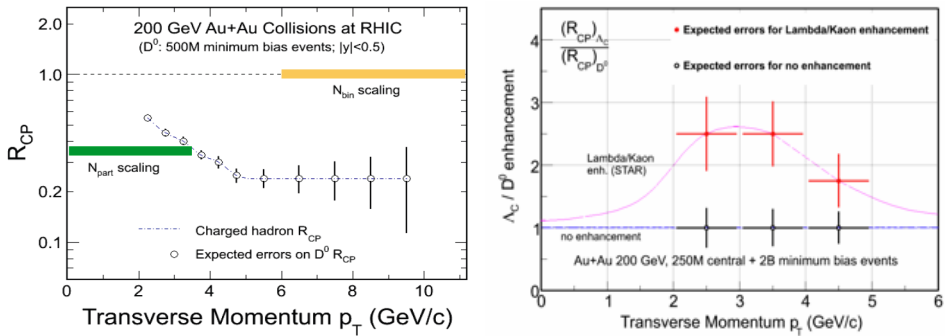 200 GeV Au+Au Collisions at RHIC
(D⁰: 500M minimum bias events; |y|<0.5)
2.0
1.0
0.2
0.1
R_CP
N_bin scaling
N_part scaling
Charged hadron R_CP
Expected errors on D⁰ R_CP
0 2 4 6 8 10
Transverse Momentum p_T (GeV/c)
(R_CP)_Λ_C
(R_CP)_D⁰
Expected errors for Lambda/Kaon enhancement
Expected errors for no enhancement
4
3
2
1
0
Λ_C / D⁰ enhancement
Lambda/Kaon
enh. (STAR)
no enhancement
Au+Au 200 GeV, 250M central + 2B minimum bias events
0 1 2 3 4 5 6
Transverse Momentum p_T (GeV/c)